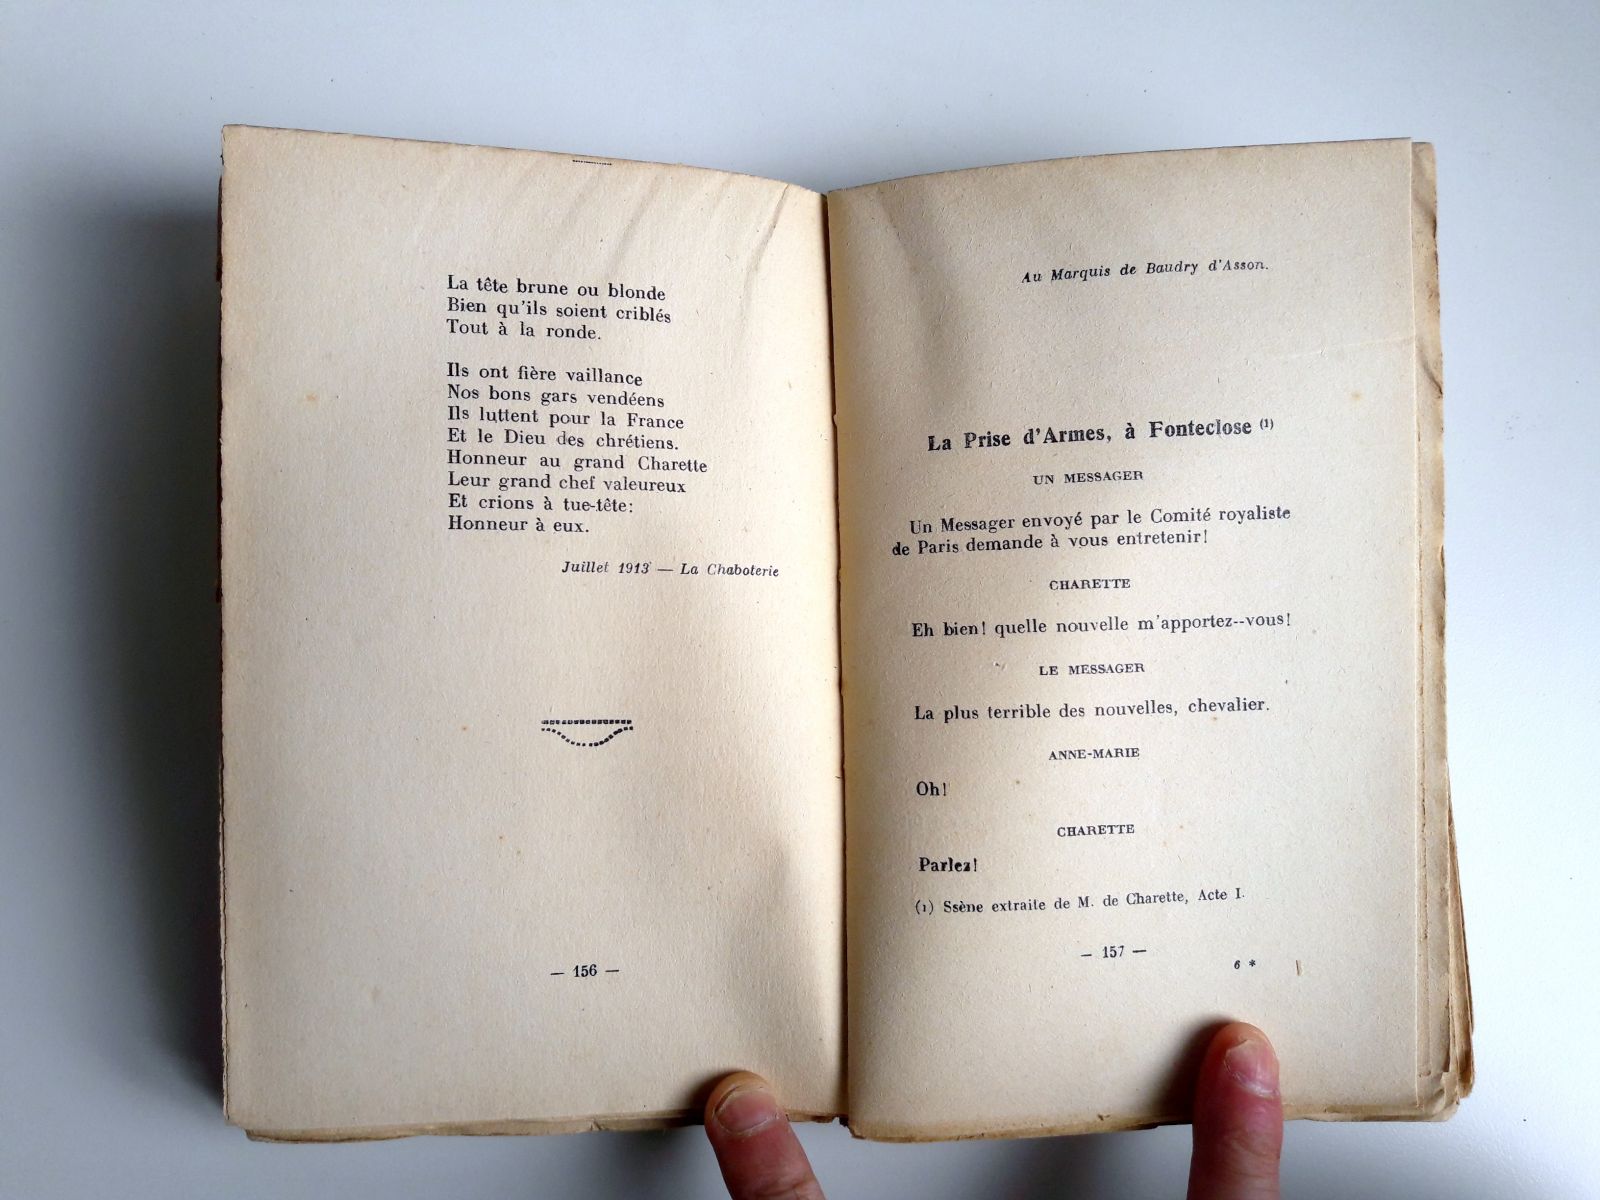 La tête brune ou blonde
Bien qu'ils soient criblés
Tout à la ronde.
Ils ont fière vaillance
Nos bons gars vendéens
Ils luttent pour la France
Et le Dieu des chrétiens.
Honneur au grand Charette
Leur grand chef valeureux
Et crions à tue-tête:
Honneur à eux.
Juillet 1913 — La Chaboterie
— 156 —
Au Marquis de Baudry d'Asson.
La Prise d'Armes, à Fonteclose (1)
UN MESSAGER
Un Messager envoyé par le Comité royaliste
de Paris demande à vous entretenir!
CHARETTE
Eh bien! quelle nouvelle m'apportez--vous!
LE MESSAGER
La plus terrible des nouvelles, chevalier.
ANNE-MARIE
Oh!
CHARETTE
Parlez!
(1) Ssène extraite de M. de Charette, Acte I.
— 157 —
6 *